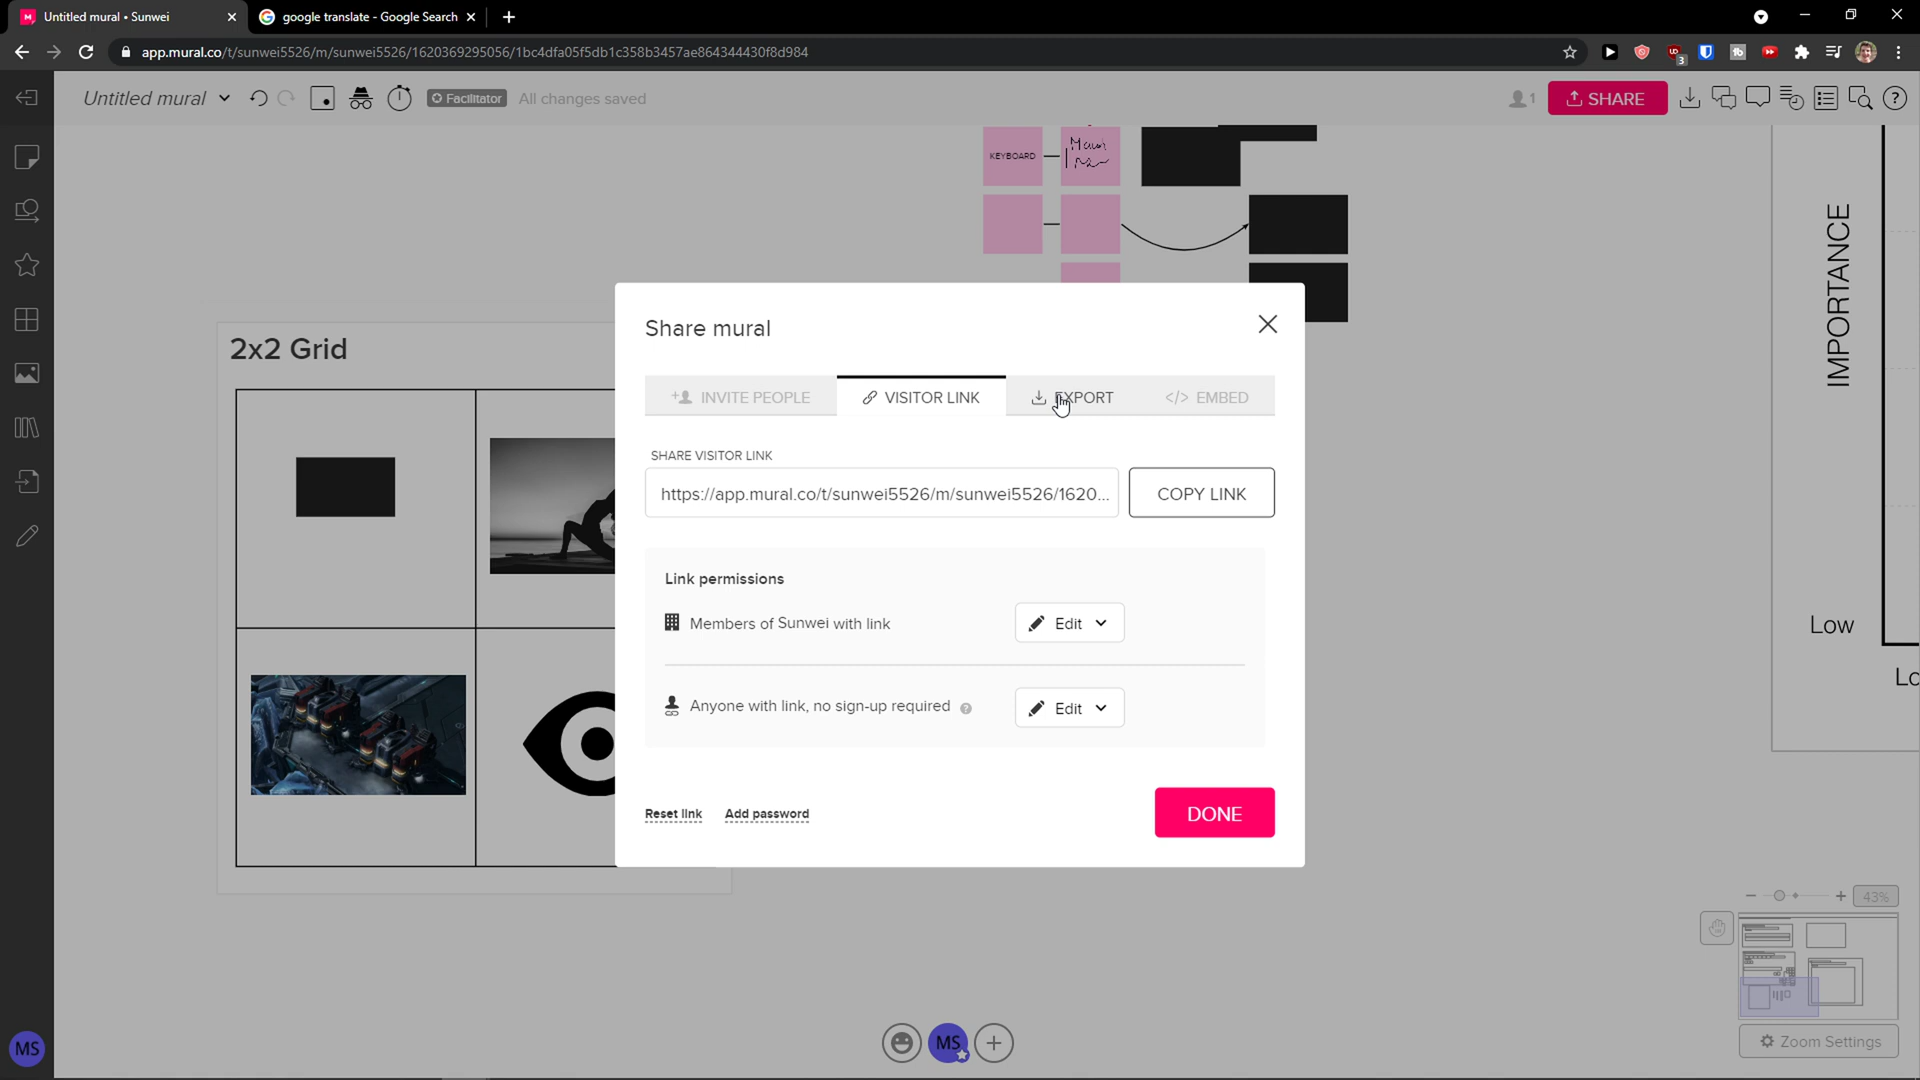 Untitled mural • Sunwei
google translate - Google Search
app.mural.co/t/sunwei5526/m/sunwei5526/1620369295056/1bc4dfa05f5db1c358b3457ae864344430f8d984
3
Untitled mural
Facilitator
All changes saved
1
SHARE
KEYBOARD
IMPORTANCE
2x2 Grid
Share mural
INVITE PEOPLE
VISITOR LINK
EXPORT
</> EMBED
SHARE VISITOR LINK
https://app.mural.co/t/sunwei5526/m/sunwei5526/1620...
COPY LINK
Link permissions
Members of Sunwei with link
Edit
Anyone with link, no sign-up required
Edit
Low
Lo
Reset link
Add password
DONE
43%
Zoom Settings
MS
MS